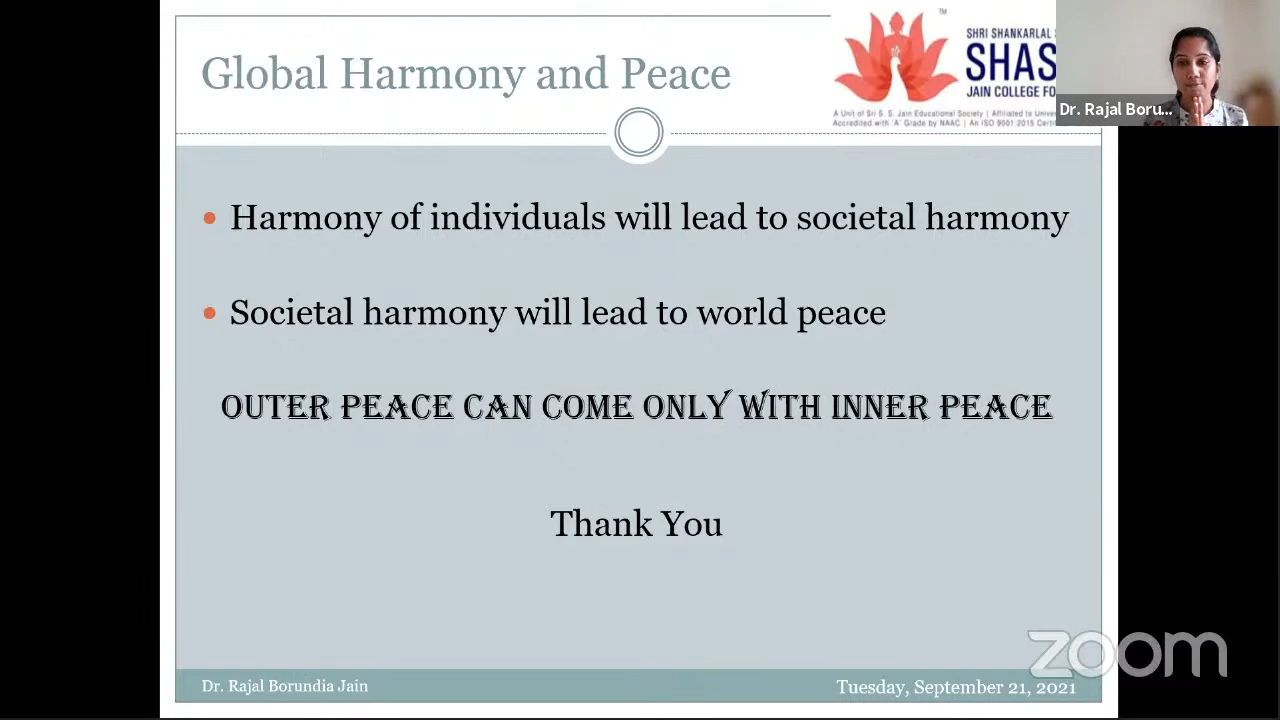 Global Harmony and Peace
TM
SHRI SHANKARLAL
SHAS
JAIN COLLEGE FO
A Unit of Sri S. S. Jain Educational Society | Affiliated to Univer
Accredited with 'A' Grade by NAAC | An ISO 9001:2015 Certi
Dr. Rajal Boru...
• Harmony of individuals will lead to societal harmony
• Societal harmony will lead to world peace
OUTER PEACE CAN COME ONLY WITH INNER PEACE
Thank You
zoom
Dr. Rajal Borundia Jain
Tuesday, September 21, 2021